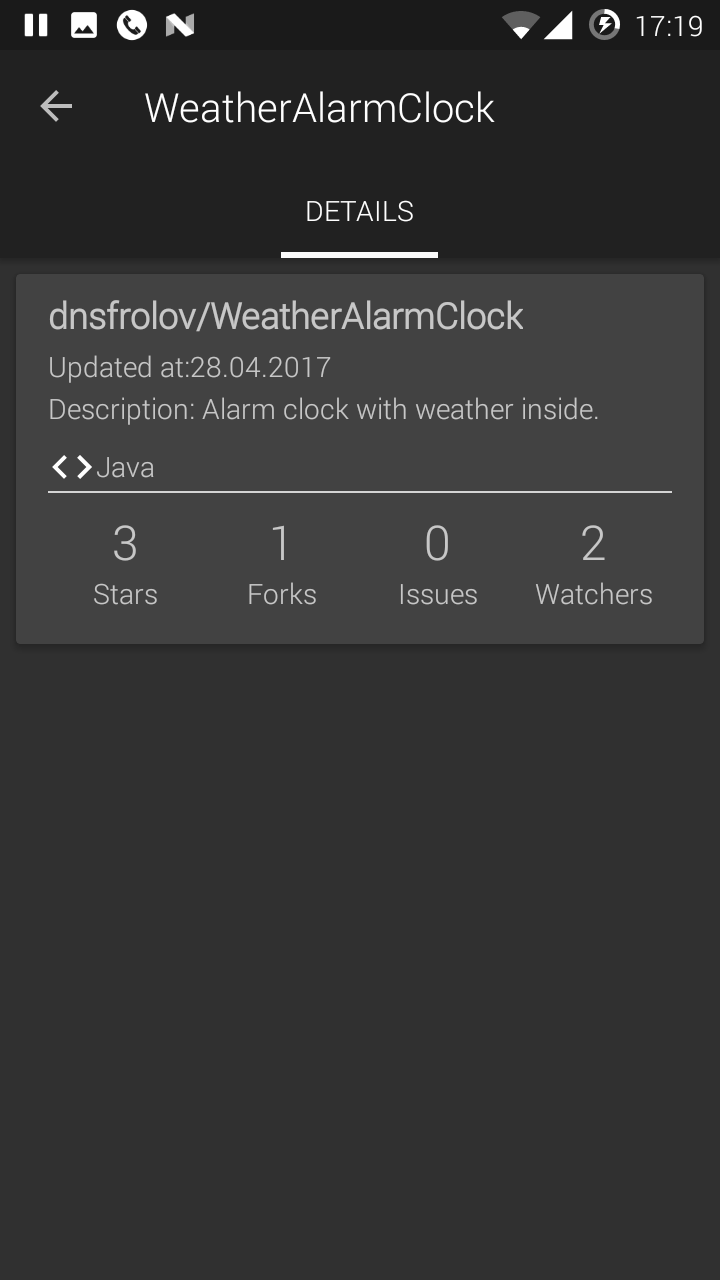 17:19
WeatherAlarmClock
DETAILS
dnsfrolov/WeatherAlarmClock
Updated at:28.04.2017
Description: Alarm clock with weather inside.
Java
3 1 0 2
Stars Forks Issues Watchers